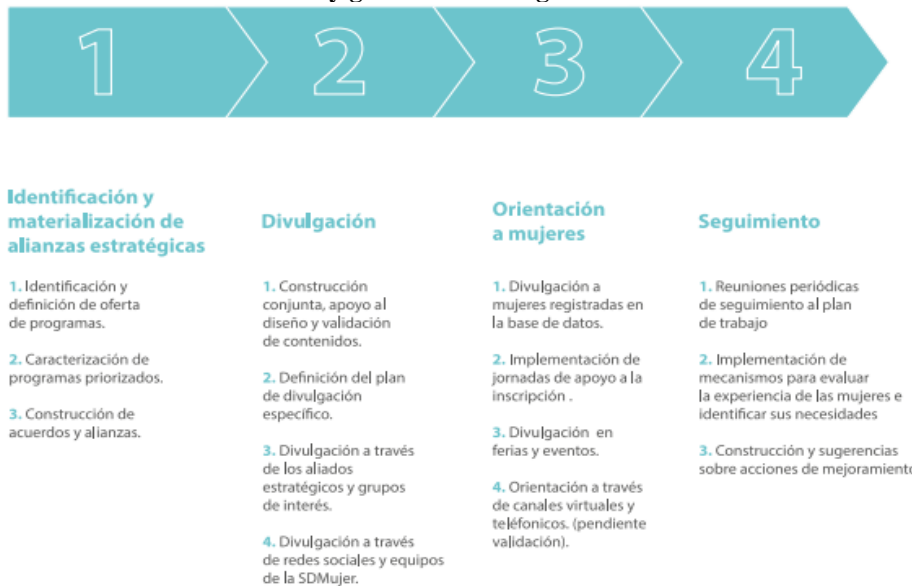 1
2
3
4
Identificación y
materialización de
alianzas estratégicas
1. Identificación y
definición de oferta
de programas.
2. Caracterización de
programas priorizados.
3. Construcción de
acuerdos y alianzas.
Divulgación
1. Construcción
conjunta, apoyo al
diseño y validación
de contenidos.
2. Definición del plan
de divulgación
específico.
3. Divulgación a través
de los aliados
estratégicos y grupos
de interés.
4. Divulgación a través
de redes sociales y equipos
de la SDMujer.
Orientación
a mujeres
1. Divulgación a
mujeres registradas en
la base de datos.
2. Implementación de
jornadas de apoyo a la
inscripción .
3. Divulgación en
ferias y eventos.
4. Orientación a través
de canales virtuales y
teléfonicos. (pendiente
validación).
Seguimiento
1. Reuniones periódicas
de seguimiento al plan
de trabajo
2. Implementación de
mecanismos para evaluar
la experiencia de las mujeres e
identificar sus necesidades
3. Construcción y sugerencias
sobre acciones de mejoramiento